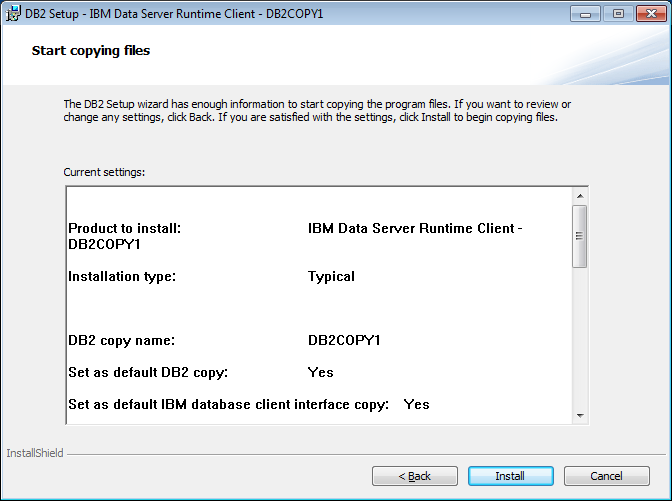 DB2 Setup - IBM Data Server Runtime Client - DB2COPY1
Start copying files
The DB2 Setup wizard has enough information to start copying the program files. If you want to review or
change any settings, click Back. If you are satisfied with the settings, click Install to begin copying files.
Current settings:
Product to install: IBM Data Server Runtime Client -
DB2COPY1
Installation type: Typical
DB2 copy name: DB2COPY1
Set as default DB2 copy: Yes
Set as default IBM database client interface copy: Yes
InstallShield
< Back Install Cancel